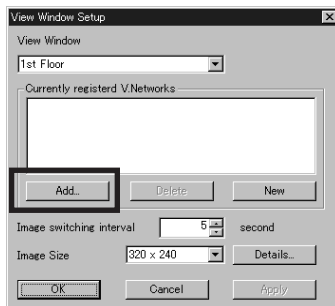 View Window Setup
View Window
1st Floor
Currently registerd V.Networks
Add...
Delete
New
Image switching interval
5
second
Image Size
320 x 240
Details...
OK
Cancel
Apply